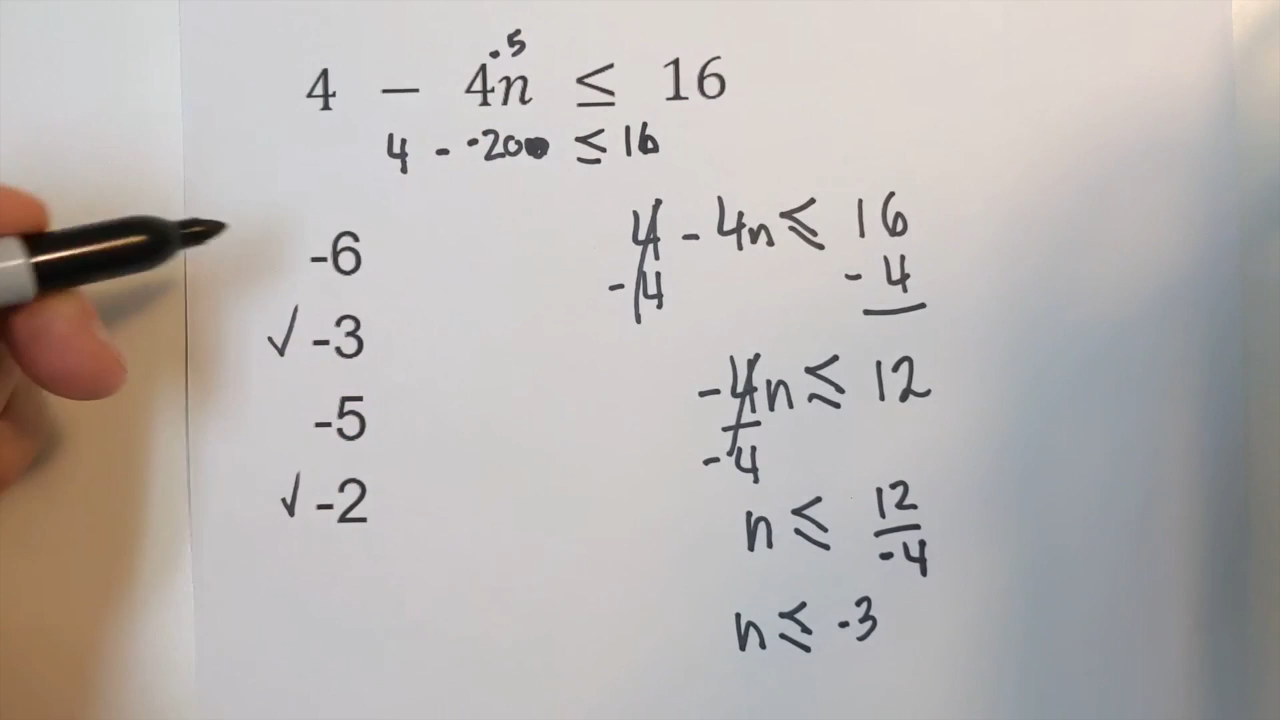 .5
4 - 4n ≤ 16
4 - -20 ≤ 16
-6
✓ -3
-5
✓ -2
4 - 4n ≤ 16
-4 -4
-4n ≤ 12
-4
n ≤ 12/-4
n ≤ -3